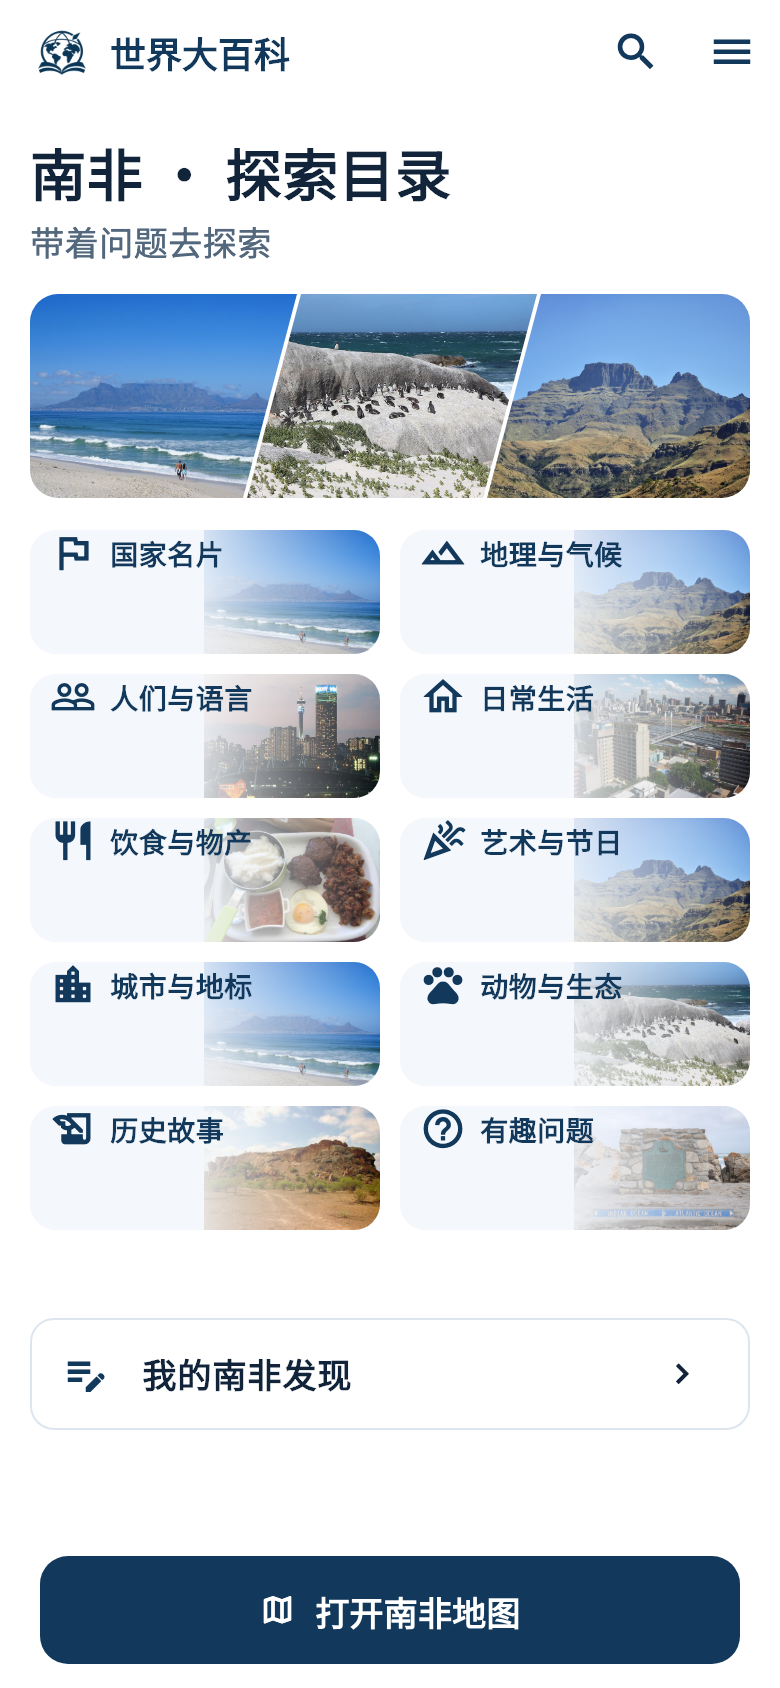 世界大百科
南非 · 探索目录
带着问题去探索
国家名片
地理与气候
人们与语言
日常生活
饮食与物产
艺术与节日
城市与地标
动物与生态
历史故事
有趣问题
INDIAN OCEAN
ATLANTIC OCEAN
我的南非发现
打开南非地图